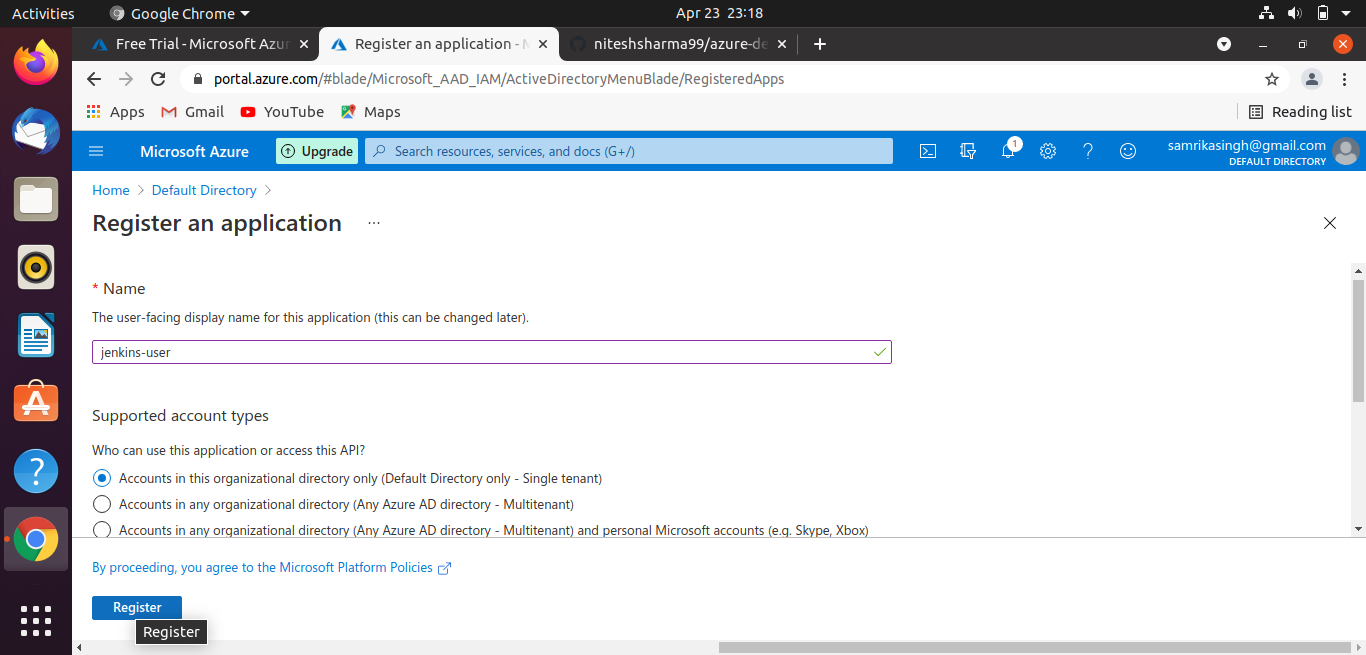 Activities Google Chrome Apr 23 23:18
Free Trial - Microsoft Azur Register an application - M niteshsharma99/azure-de
portal.azure.com/#blade/Microsoft_AAD_IAM/ActiveDirectoryMenuBlade/RegisteredApps
Apps Gmail YouTube Maps Reading list
Microsoft Azure Upgrade Search resources, services, and docs (G+/) 1 samrikasingh@gmail.com
DEFAULT DIRECTORY
Home > Default Directory >
Register an application ...
* Name
The user-facing display name for this application (this can be changed later).
jenkins-user
Supported account types
Who can use this application or access this API?
Accounts in this organizational directory only (Default Directory only - Single tenant)
Accounts in any organizational directory (Any Azure AD directory - Multitenant)
Accounts in any organizational directory (Any Azure AD directory - Multitenant) and personal Microsoft accounts (e.g. Skype, Xbox)
By proceeding, you agree to the Microsoft Platform Policies
Register
Register